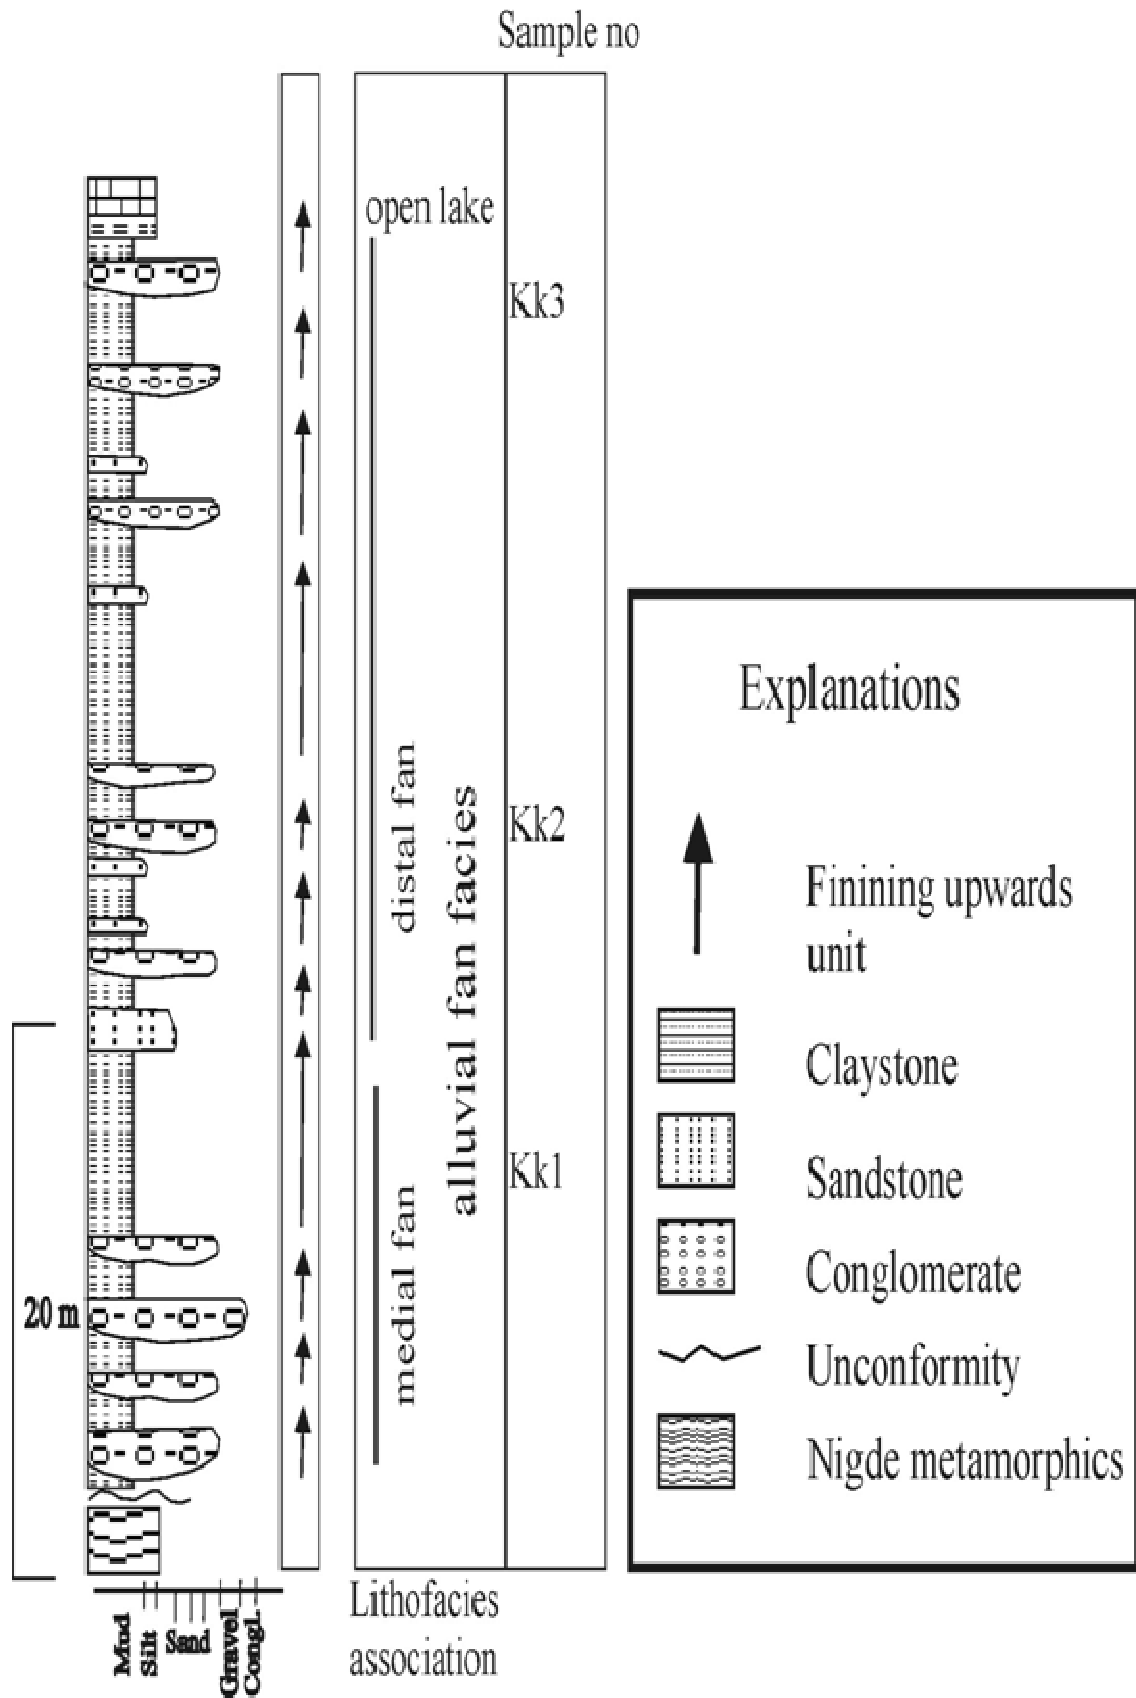 Sample no
open lake
Kk3
distal fan
alluvial fan facies
Kk2
medial fan
Kk1
20 m
Mud
Silt
Sand
Gravel
Congl.
Lithofacies
association
Explanations
Finining upwards
unit
Claystone
Sandstone
Conglomerate
Unconformity
Nigde metamorphics